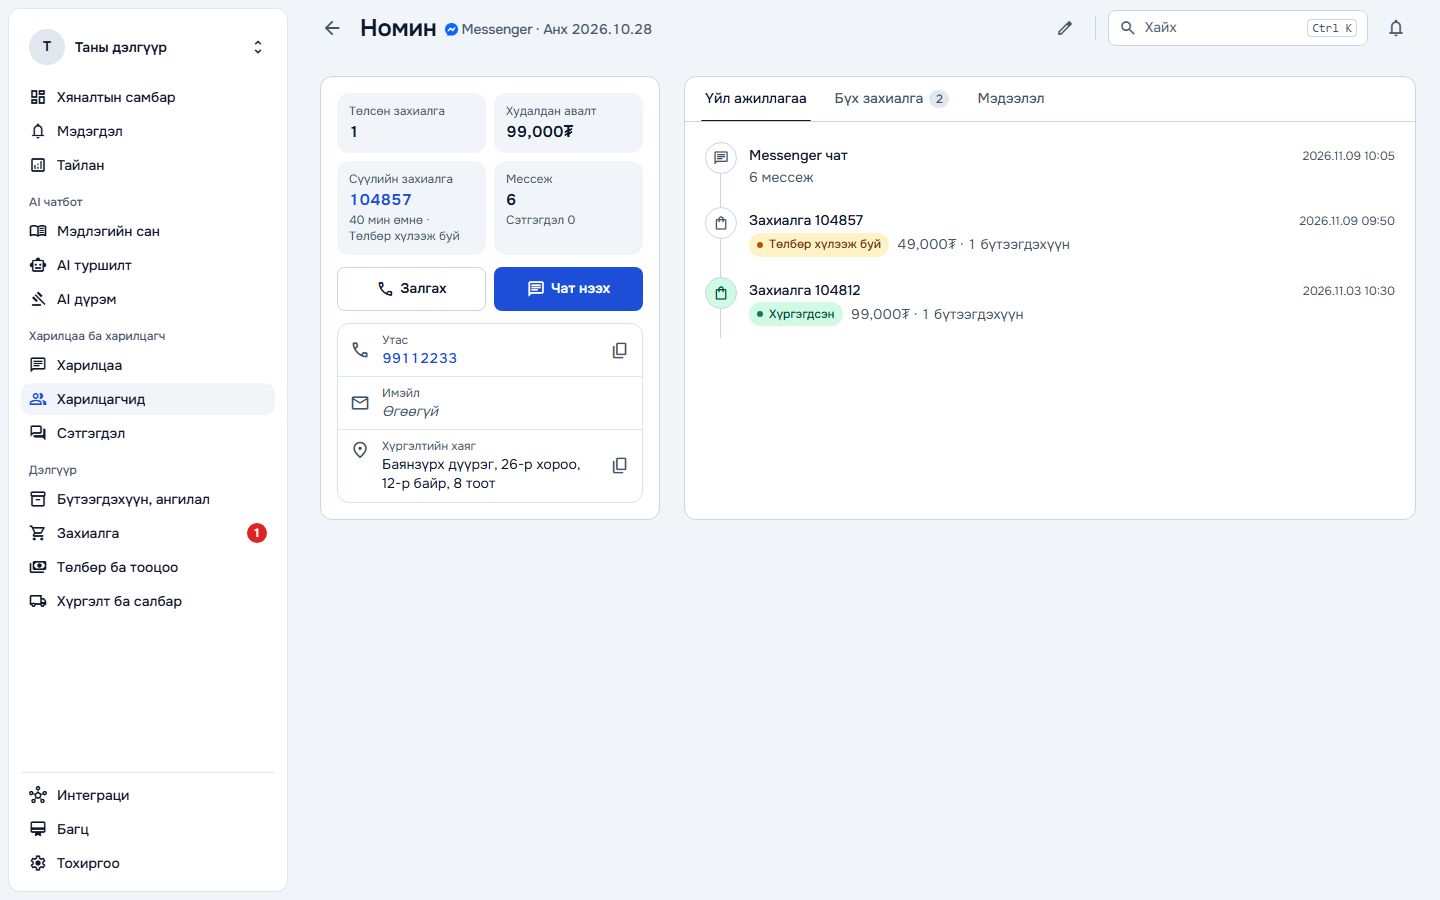 Т Таны дэлгүүр
Хяналтын самбар
Мэдэгдэл
Тайлан
AI чатбот
Мэдлэгийн сан
AI туршилт
AI дүрэм
Харилцаа ба харилцагч
Харилцаа
Харилцагчид
Сэтгэгдэл
Дэлгүүр
Бүтээгдэхүүн, ангилал
Захиалга 1
Төлбөр ба тооцоо
Хүргэлт ба салбар
Интеграци
Багц
Тохиргоо
Номин Messenger · Анх 2026.10.28
Хайх Ctrl K
Төлсөн захиалга
1
Худалдан авалт
99,000₮
Сүүлийн захиалга
104857
40 мин өмнө ·
Төлбөр хүлээж буй
Мессеж
6
Сэтгэгдэл 0
Залгах
Чат нээх
Утас
99112233
Имэйл
Өгөөгүй
Хүргэлтийн хаяг
Баянзүрх дүүрэг, 26-р хороо,
12-р байр, 8 тоот
Үйл ажиллагаа Бүх захиалга 2 Мэдээлэл
Messenger чат 2026.11.09 10:05
6 мессеж
Захиалга 104857 2026.11.09 09:50
Төлбөр хүлээж буй 49,000₮ · 1 бүтээгдэхүүн
Захиалга 104812 2026.11.03 10:30
Хүргэгдсэн 99,000₮ · 1 бүтээгдэхүүн